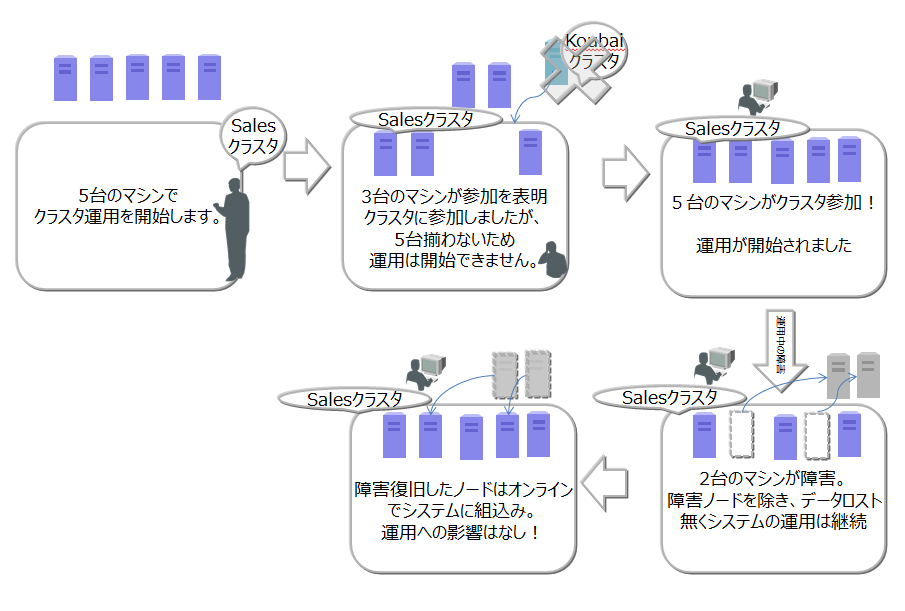 Sales
クラスタ
5台のマシンで
クラスタ運用を開始します。
Koubai
クラスタ
Salesクラスタ
3台のマシンが参加を表明
クラスタに参加しましたが、
5台揃わないため
運用は開始できません。
Salesクラスタ
５台のマシンがクラスタ参加！
運用が開始されました
運用中の障害
Salesクラスタ
2台のマシンが障害。
障害ノードを除き、データロスト
無くシステムの運用は継続
Salesクラスタ
障害復旧したノードはオンライン
でシステムに組込み。
運用への影響はなし！